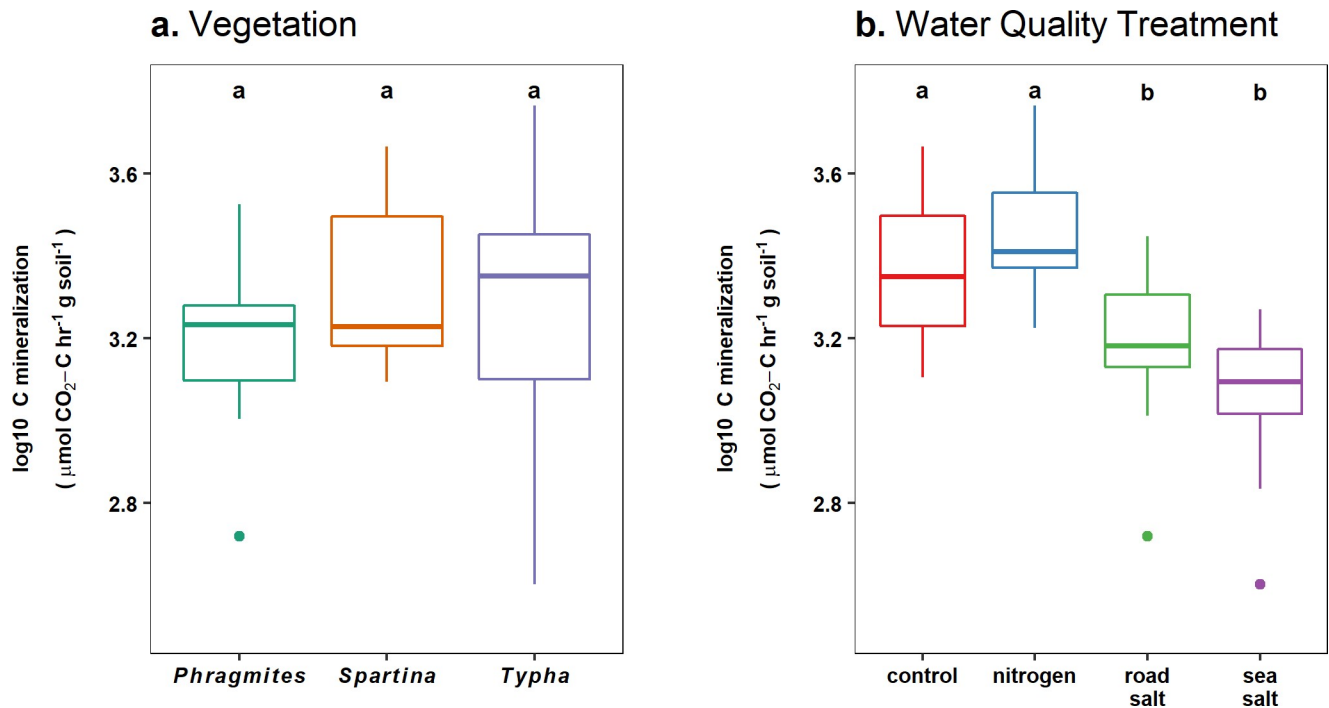 a. Vegetation
a a a
3.6
3.2
2.8
log10 C mineralization
( μmol CO₂–C hr⁻¹ g soil⁻¹ )
Phragmites Spartina Typha
b. Water Quality Treatment
a a b b
3.6
3.2
2.8
log10 C mineralization
( μmol CO₂–C hr⁻¹ g soil⁻¹ )
control nitrogen road sea
salt salt